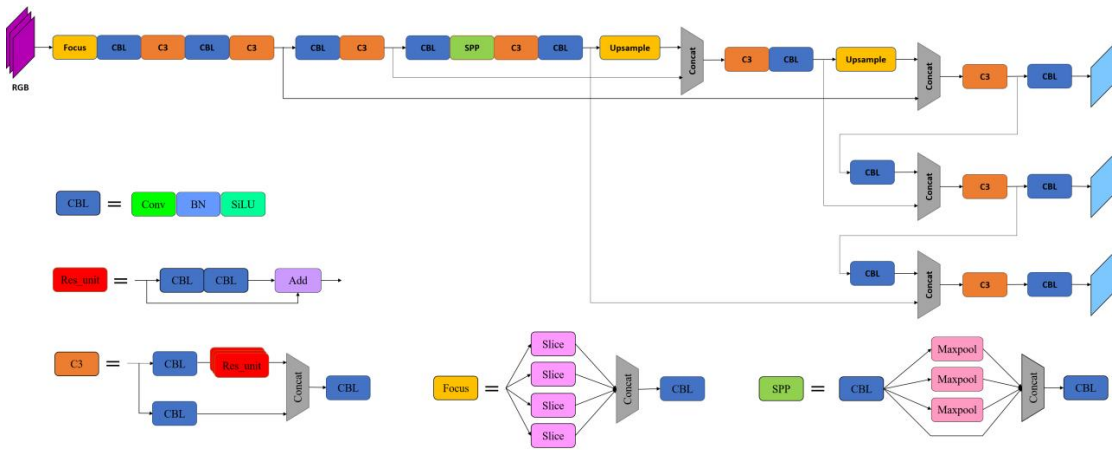 Focus CBL C3 CBL C3 CBL C3 CBL SPP C3 CBL Upsample Concat C3 CBL Upsample Concat C3 CBL
RGB
CBL Concat C3 CBL
CBL = Conv BN SiLU
CBL Concat C3 CBL
Res_unit = CBL CBL Add
C3 = CBL Res_unit CBL Concat CBL
Focus = Slice Slice Slice Slice Concat CBL
SPP = CBL Maxpool Maxpool Maxpool Concat CBL